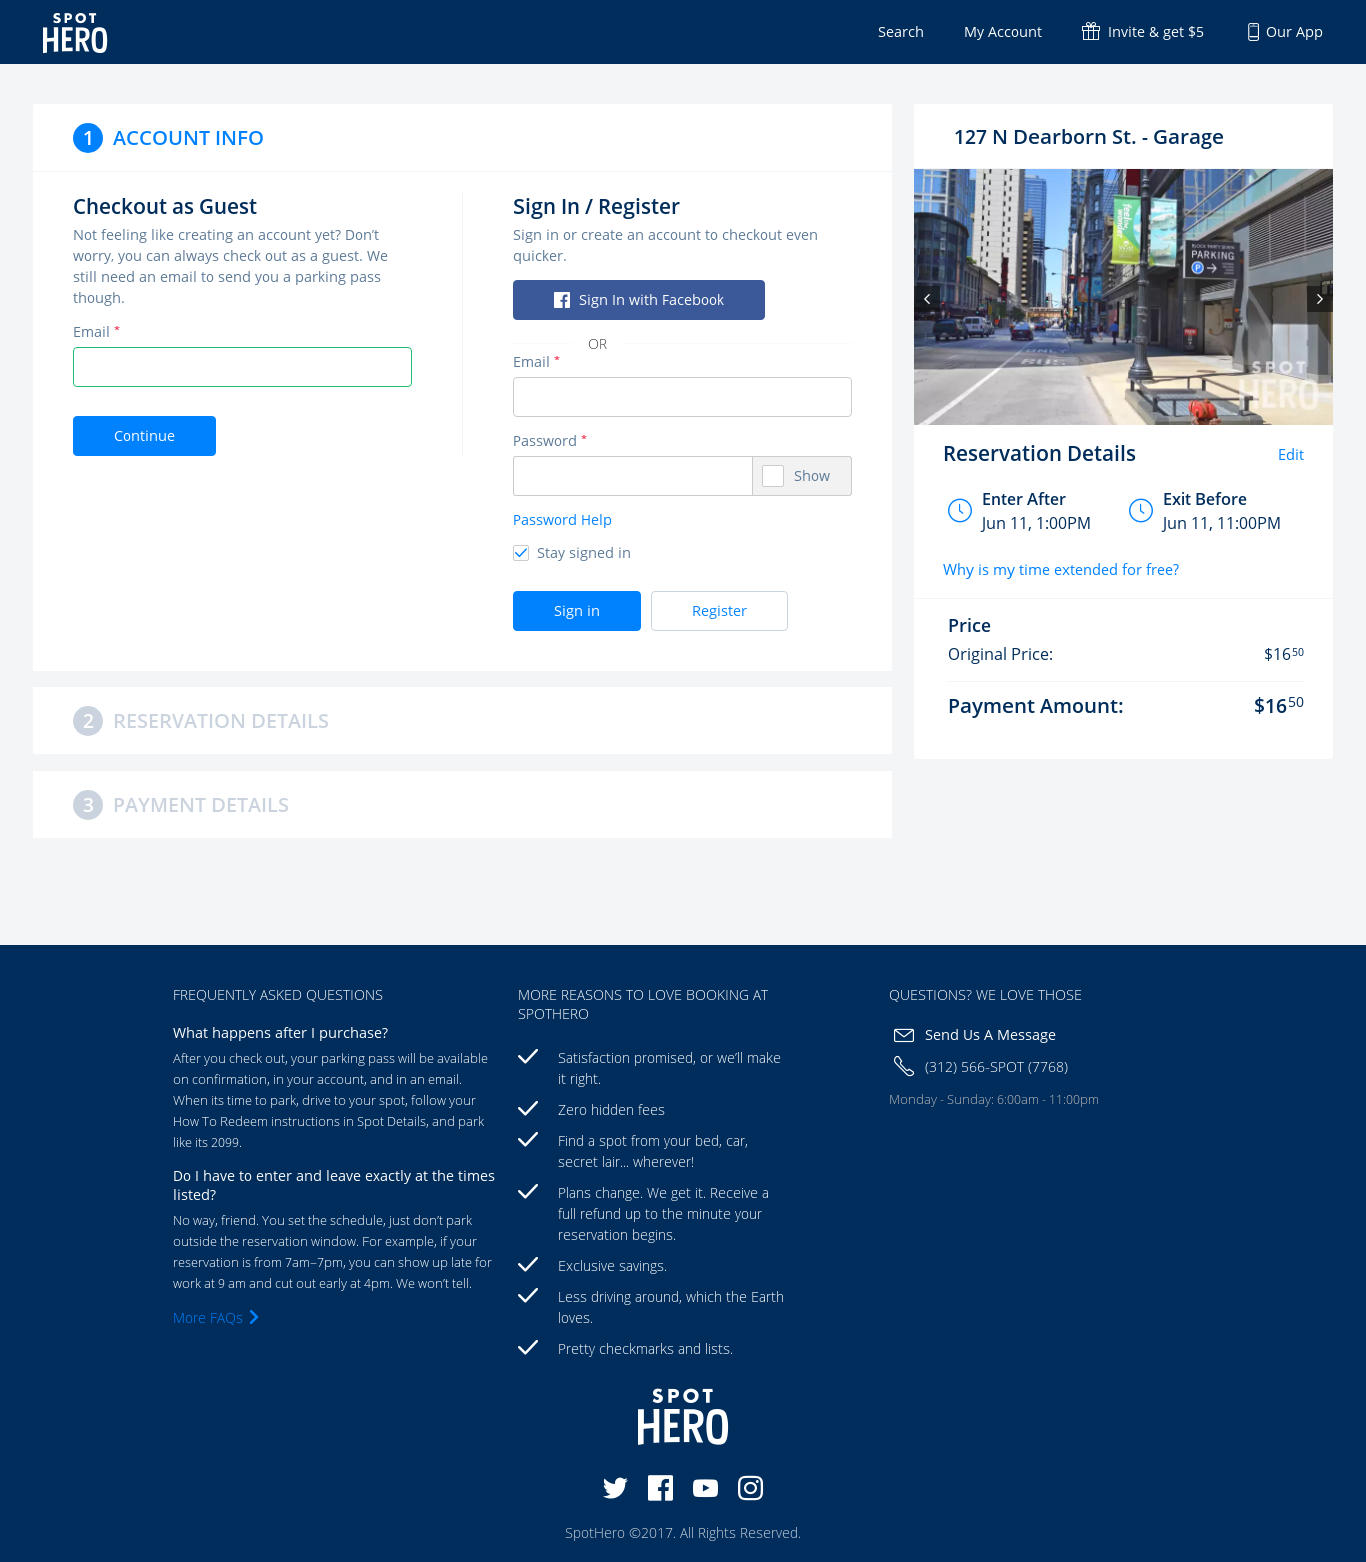 SPOT
HERO
Search
My Account
Invite & get $5
Our App
1 ACCOUNT INFO
Checkout as Guest
Not feeling like creating an account yet? Don't
worry, you can always check out as a guest. We
still need an email to send you a parking pass
though.
Email *
Continue
Sign In / Register
Sign in or create an account to checkout even
quicker.
Sign In with Facebook
OR
Email *
Password *
Show
Password Help
Stay signed in
Sign in
Register
2 RESERVATION DETAILS
3 PAYMENT DETAILS
127 N Dearborn St. - Garage
feel the wonder
BLOCK THIRTY SEVEN
PARKING
P
ONLY
BUS
SPOT
HERO
Reservation Details
Edit
Enter After
Jun 11, 1:00PM
Exit Before
Jun 11, 11:00PM
Why is my time extended for free?
Price
Original Price: $16 50
Payment Amount: $16 50
FREQUENTLY ASKED QUESTIONS
What happens after I purchase?
After you check out, your parking pass will be available
on confirmation, in your account, and in an email.
When its time to park, drive to your spot, follow your
How To Redeem instructions in Spot Details, and park
like its 2099.
Do I have to enter and leave exactly at the times
listed?
No way, friend. You set the schedule, just don't park
outside the reservation window. For example, if your
reservation is from 7am–7pm, you can show up late for
work at 9 am and cut out early at 4pm. We won't tell.
More FAQs
MORE REASONS TO LOVE BOOKING AT
SPOTHERO
Satisfaction promised, or we'll make
it right.
Zero hidden fees
Find a spot from your bed, car,
secret lair... wherever!
Plans change. We get it. Receive a
full refund up to the minute your
reservation begins.
Exclusive savings.
Less driving around, which the Earth
loves.
Pretty checkmarks and lists.
QUESTIONS? WE LOVE THOSE
Send Us A Message
(312) 566-SPOT (7768)
Monday - Sunday: 6:00am - 11:00pm
SPOT
HERO
SpotHero ©2017. All Rights Reserved.